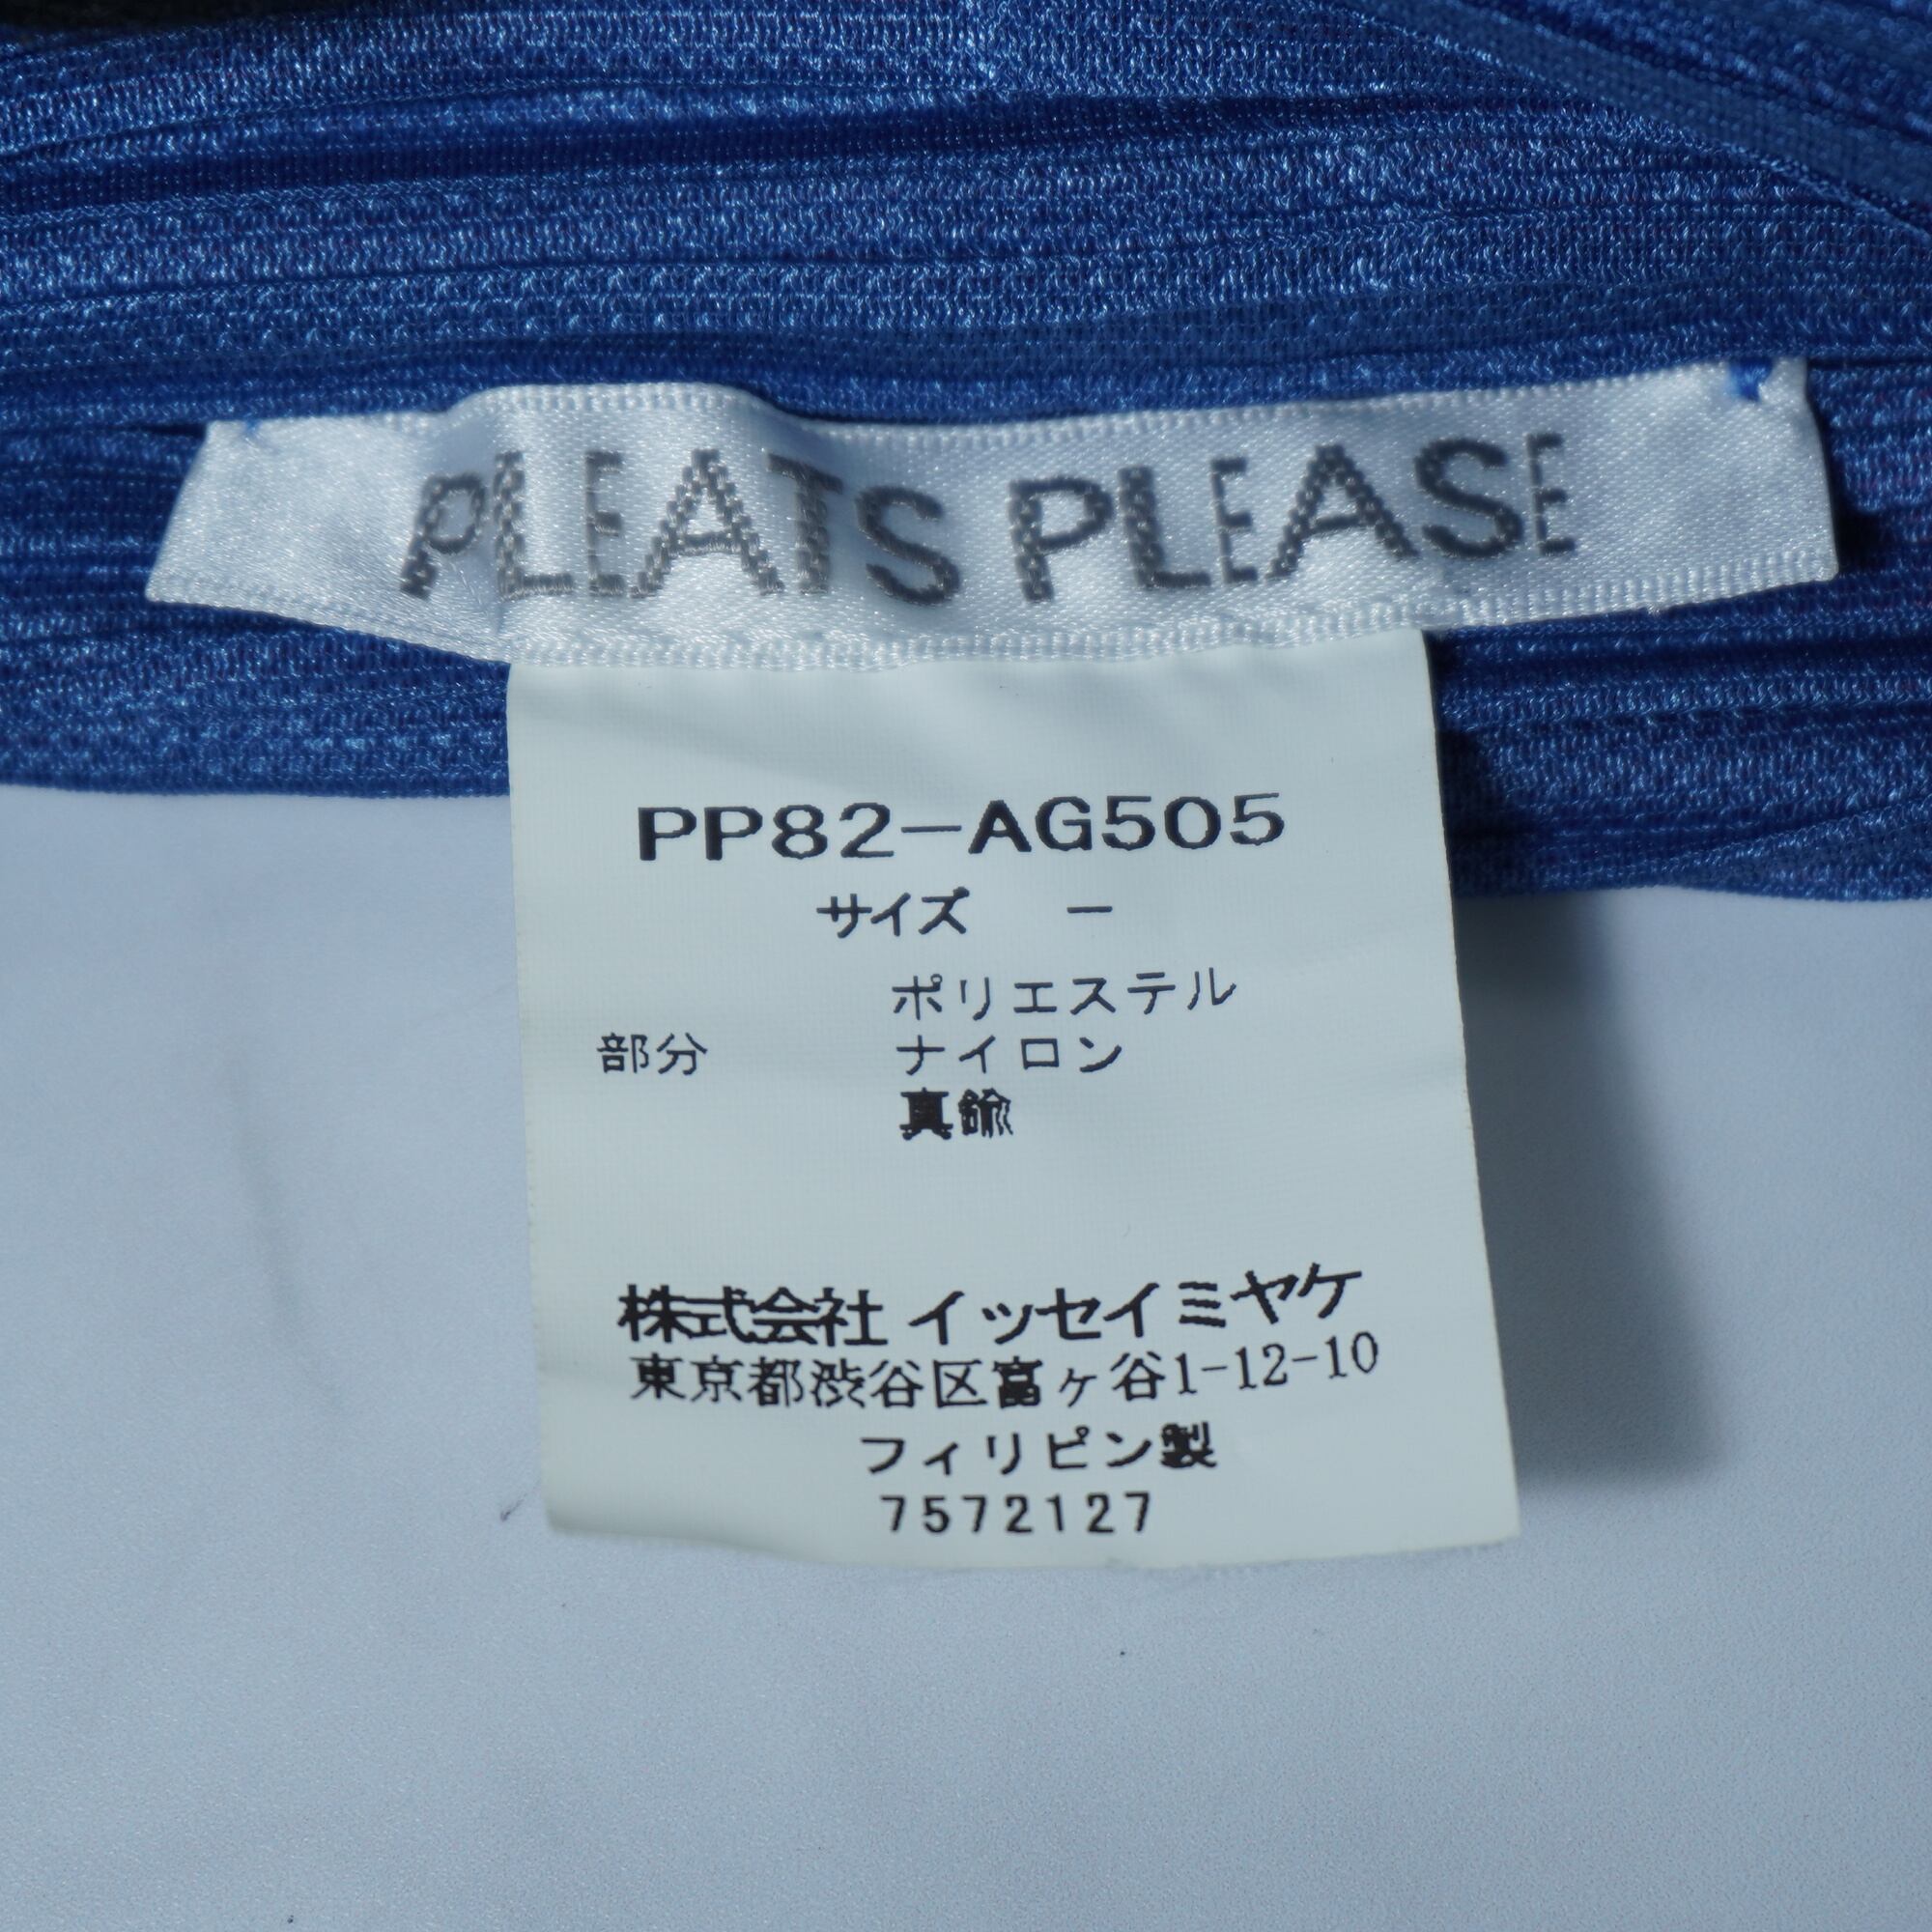 PLEATS PLEASE
PP82-AG505
サイズ －
ポリエステル
部分 ナイロン
真鍮
株式会社 イッセイミヤケ
東京都渋谷区富ヶ谷1-12-10
フィリピン製
7572127